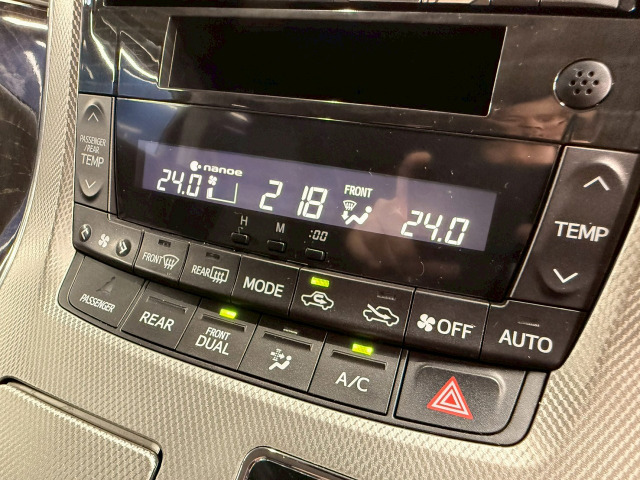 nanoe
24.0
2 18
FRONT
24.0
PASSENGER
/REAR
TEMP
TEMP
H
M
:00
FRONT
REAR
MODE
OFF
AUTO
PASSENGER
REAR
FRONT
DUAL
A/C